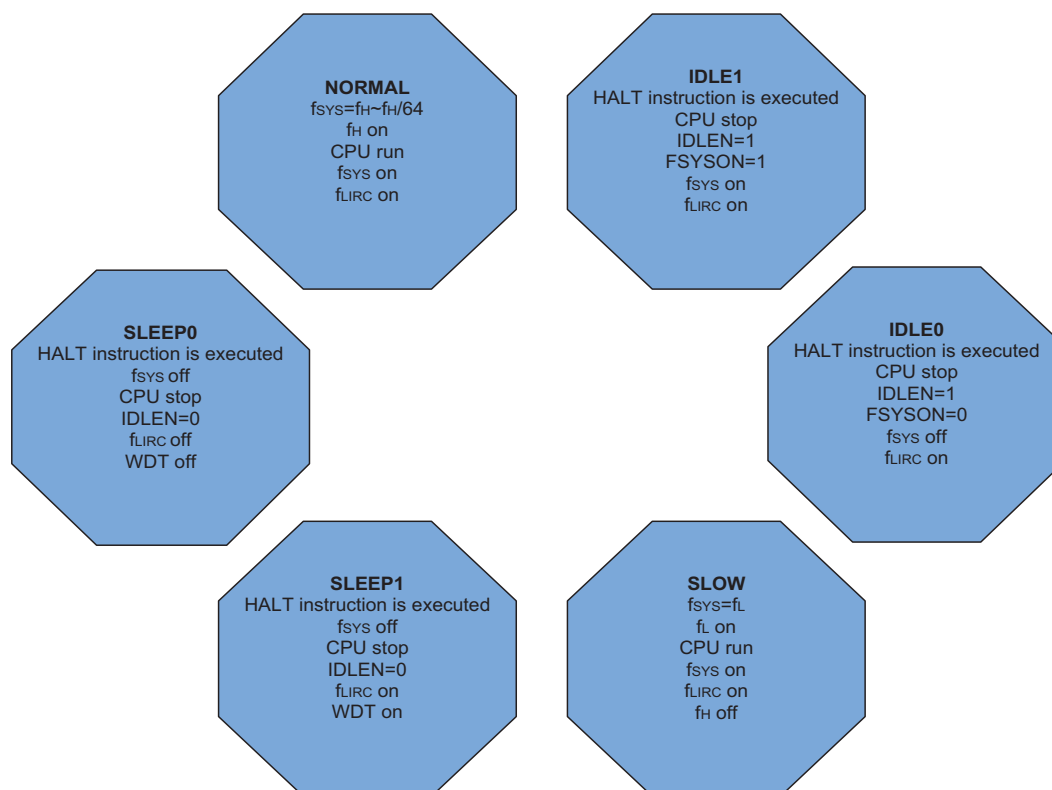 NORMAL
fSYS=fH~fH/64
fH on
CPU run
fSYS on
fLIRC on
IDLE1
HALT instruction is executed
CPU stop
IDLEN=1
FSYSON=1
fSYS on
fLIRC on
SLEEP0
HALT instruction is executed
fSYS off
CPU stop
IDLEN=0
fLIRC off
WDT off
IDLE0
HALT instruction is executed
CPU stop
IDLEN=1
FSYSON=0
fSYS off
fLIRC on
SLEEP1
HALT instruction is executed
fSYS off
CPU stop
IDLEN=0
fLIRC on
WDT on
SLOW
fSYS=fL
fL on
CPU run
fSYS on
fLIRC on
fH off